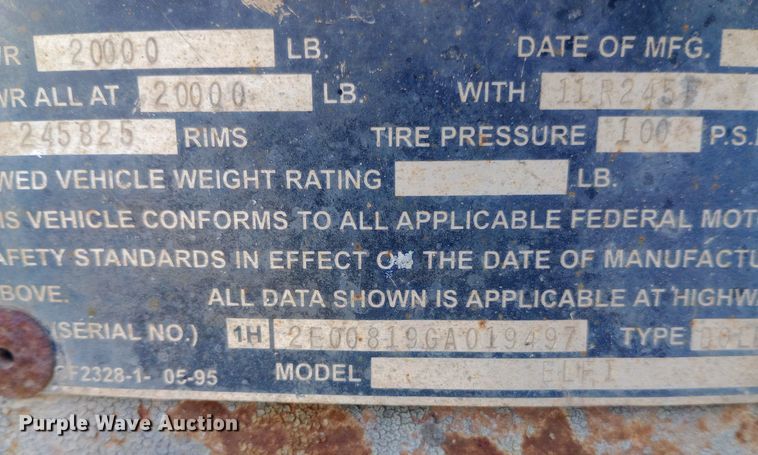 20000 LB. DATE OF MFG.
WR ALL AT 20000 LB. WITH 11R245F
245825 RIMS TIRE PRESSURE 100 P.S.I
WED VEHICLE WEIGHT RATING LB.
IS VEHICLE CONFORMS TO ALL APPLICABLE FEDERAL MOTO
AFETY STANDARDS IN EFFECT ON THE DATE OF MANUFACTU
BOVE. ALL DATA SHOWN IS APPLICABLE AT HIGHWA
(SERIAL NO.) 1H 2E00819GA019497 TYPE
F2328-1- 05-95 MODEL
Purple Wave Auction